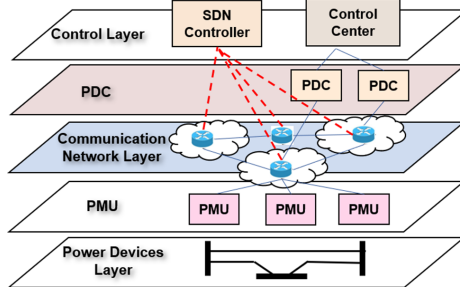 SDN
Controller
Control
Center
Control Layer
PDC
PDC
PDC
Communication
Network Layer
PMU
PMU
PMU
PMU
Power Devices
Layer